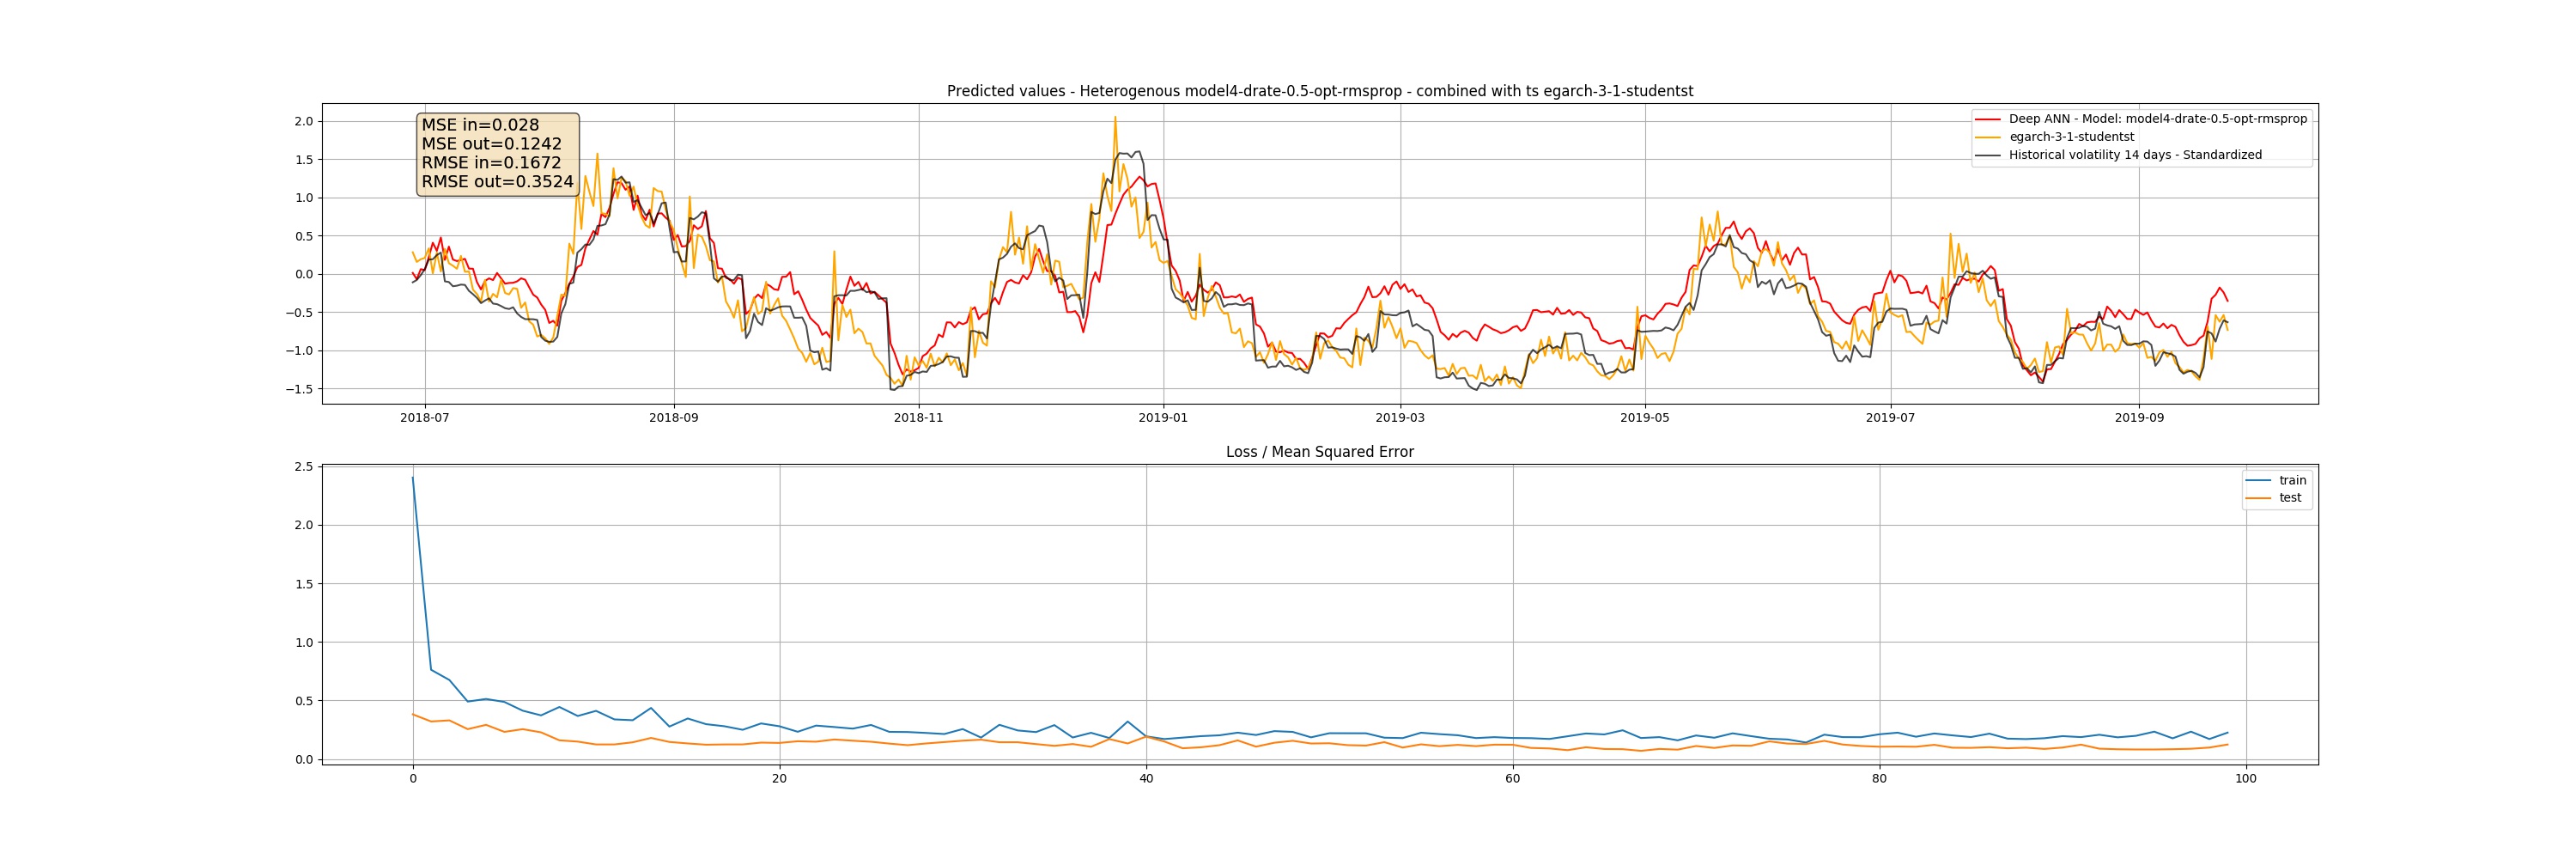 Predicted values - Heterogenous model4-drate-0.5-opt-rmsprop - combined with ts egarch-3-1-studentst
MSE in=0.028
MSE out=0.1242
RMSE in=0.1672
RMSE out=0.3524
Deep ANN - Model: model4-drate-0.5-opt-rmsprop
egarch-3-1-studentst
Historical volatility 14 days - Standardized
2.0
1.5
1.0
0.5
0.0
−0.5
−1.0
−1.5
2018-07 2018-09 2018-11 2019-01 2019-03 2019-05 2019-07 2019-09
Loss / Mean Squared Error
train
test
2.5
2.0
1.5
1.0
0.5
0.0
0 20 40 60 80 100